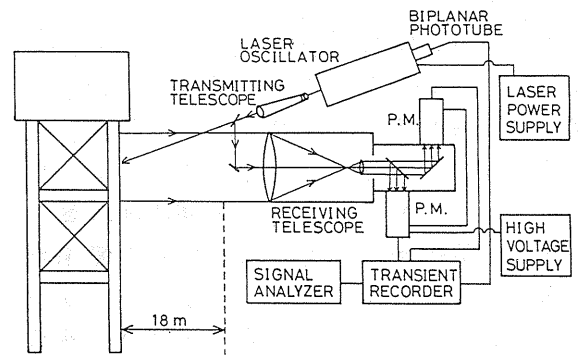 BIPLANAR
PHOTOTUBE
LASER
OSCILLATOR
TRANSMITTING
TELESCOPE
LASER
POWER
SUPPLY
P.M.
P.M.
RECEIVING
TELESCOPE
HIGH
VOLTAGE
SUPPLY
SIGNAL
ANALYZER
TRANSIENT
RECORDER
18 m